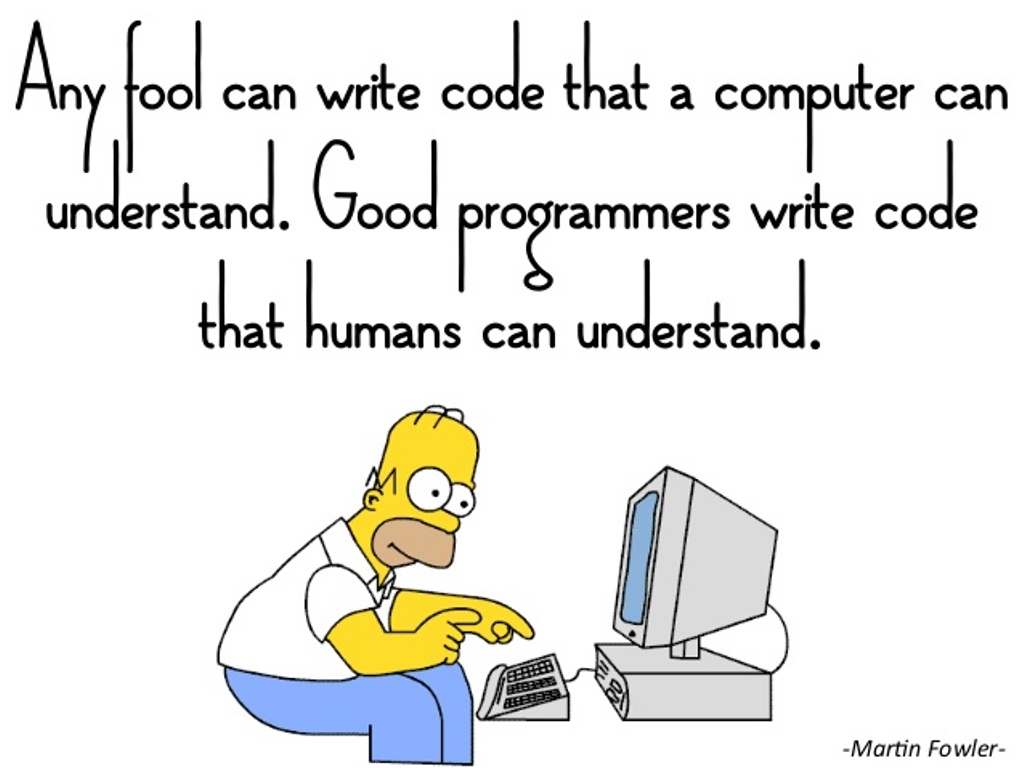 Any fool can write code that a computer can
understand. Good programmers write code
that humans can understand.
-Martin Fowler-